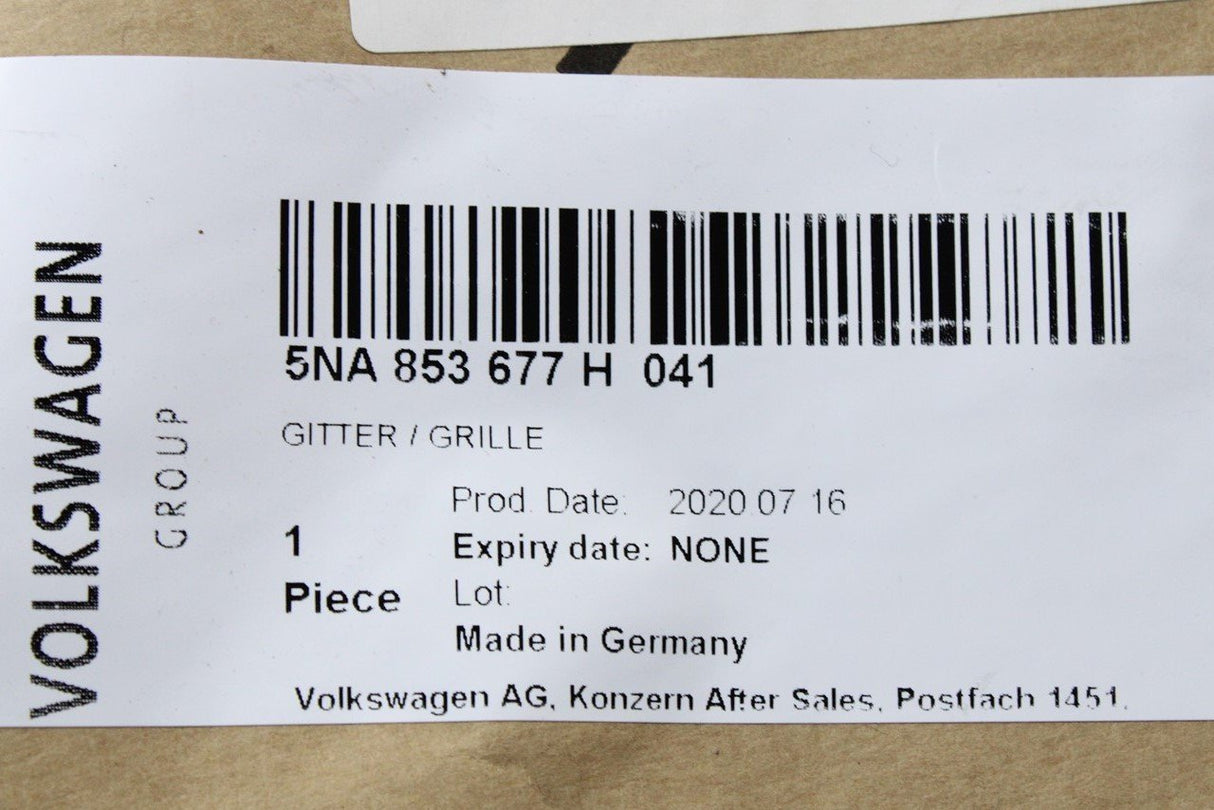 VOLKSWAGEN
GROUP
5NA 853 677 H 041
GITTER / GRILLE
Prod. Date: 2020.07 16
1
Expiry date: NONE
Piece
Lot:
Made in Germany
Volkswagen AG, Konzern After Sales, Postfach 1451,